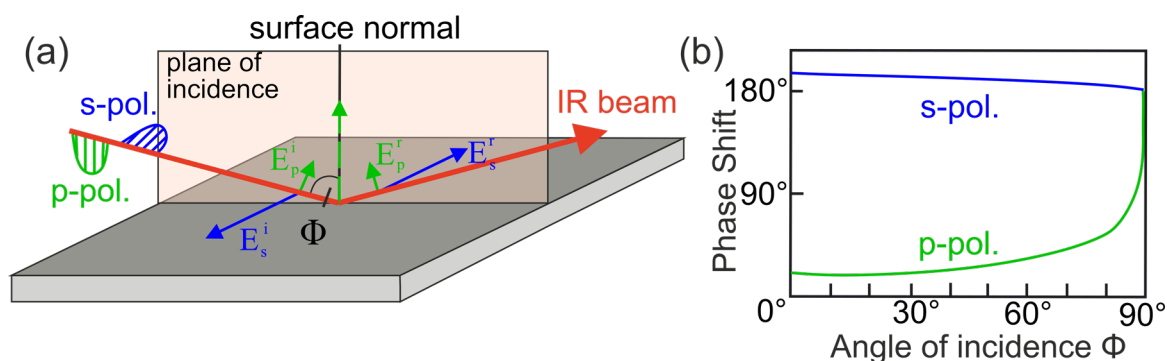 (a)
surface normal
plane of
incidence
s-pol.
p-pol.
IR beam
E_p^i
E_p^r
E_s^r
E_s^i
Φ
(b)
Phase Shift
180°
90°
0°
s-pol.
p-pol.
30°
60°
90°
Angle of incidence Φ